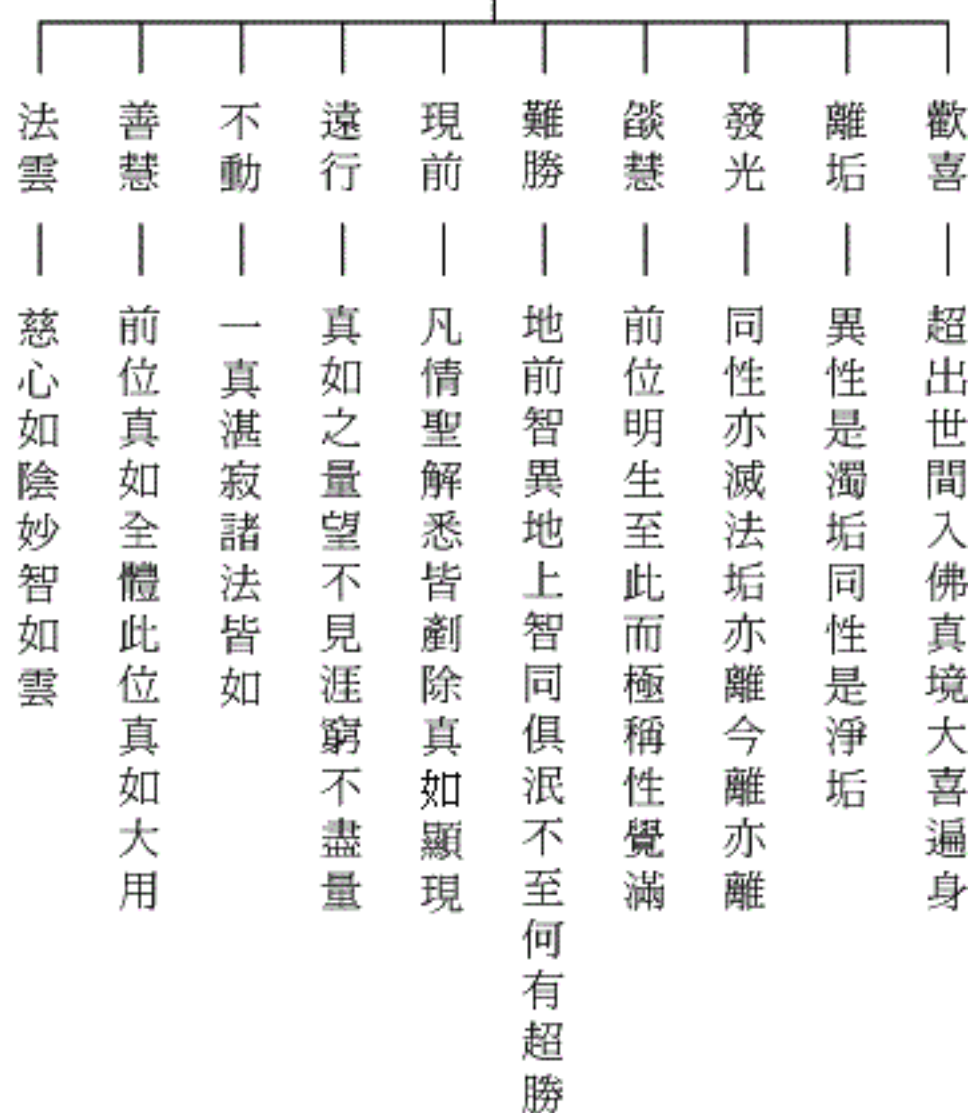 歡喜
超出世間入佛真境大喜遍身
離垢
異性是濁垢同性是淨垢
發光
同性亦滅法垢亦離今離亦離
燄慧
前位明生至此而極稱性覺滿
難勝
地前智異地上智同俱泯不至何有超勝
現前
凡情聖解悉皆剷除真如顯現
遠行
真如之量望不見涯窮不盡量
不動
一真湛寂諸法皆如
善慧
前位真如全體此位真如大用
法雲
慈心如陰妙智如雲